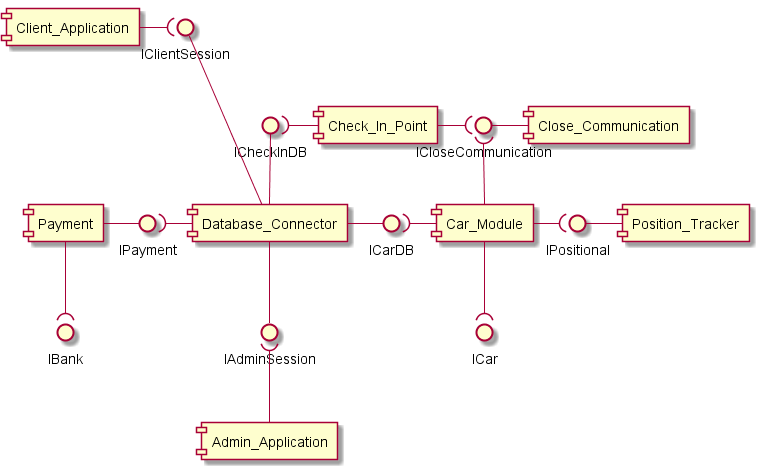 Client_Application
IClientSession
Check_In_Point
Close_Communication
ICheckInDB
ICloseCommunication
Payment
Database_Connector
Car_Module
Position_Tracker
IPayment
ICarDB
IPositional
IBank
IAdminSession
ICar
Admin_Application